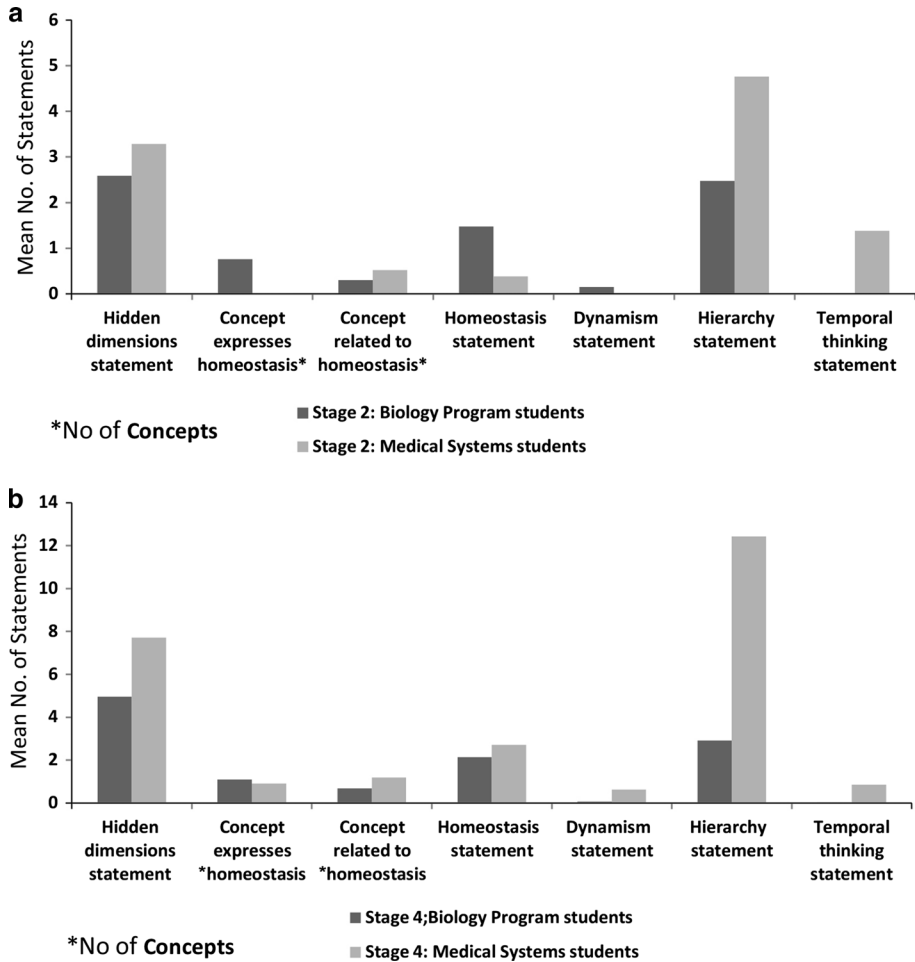 a
6
5
4
3
2
1
0
Mean No. of Statements
Hidden dimensions statement
Concept expresses homeostasis*
Concept related to homeostasis*
Homeostasis statement
Dynamism statement
Hierarchy statement
Temporal thinking statement
*No of Concepts
Stage 2: Biology Program students
Stage 2: Medical Systems students
b
14
12
10
8
6
4
2
0
Mean No. of Statements
Hidden dimensions statement
Concept expresses *homeostasis
Concept related to *homeostasis
Homeostasis statement
Dynamism statement
Hierarchy statement
Temporal thinking statement
*No of Concepts
Stage 4;Biology Program students
Stage 4: Medical Systems students